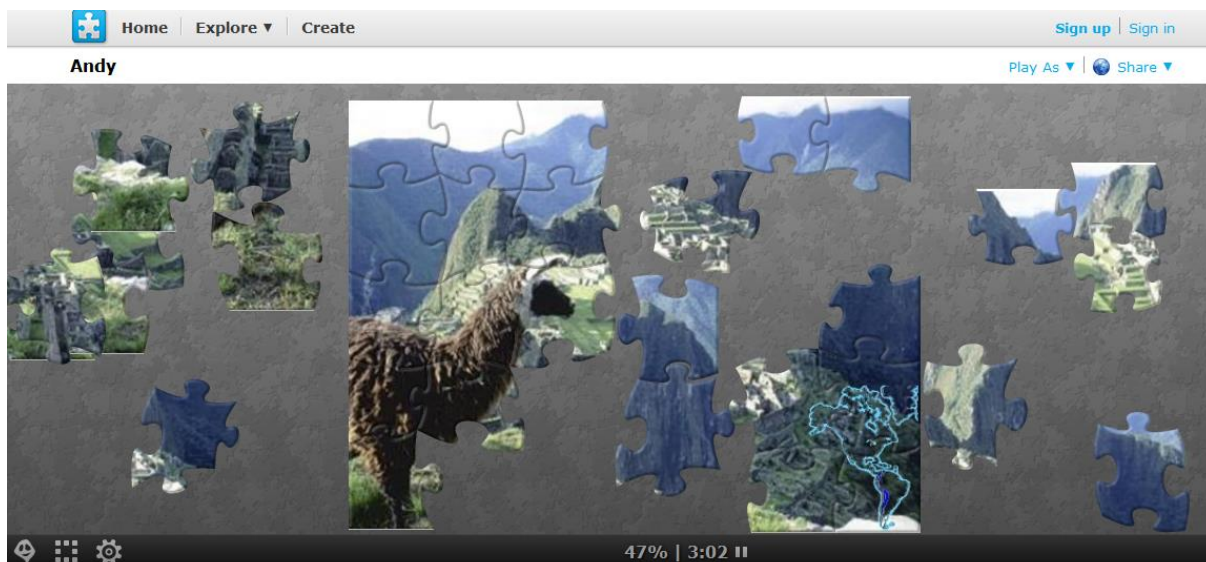 Home Explore ▼ Create Sign up Sign in
Andy Play As ▼ Share ▼
47% | 3:02